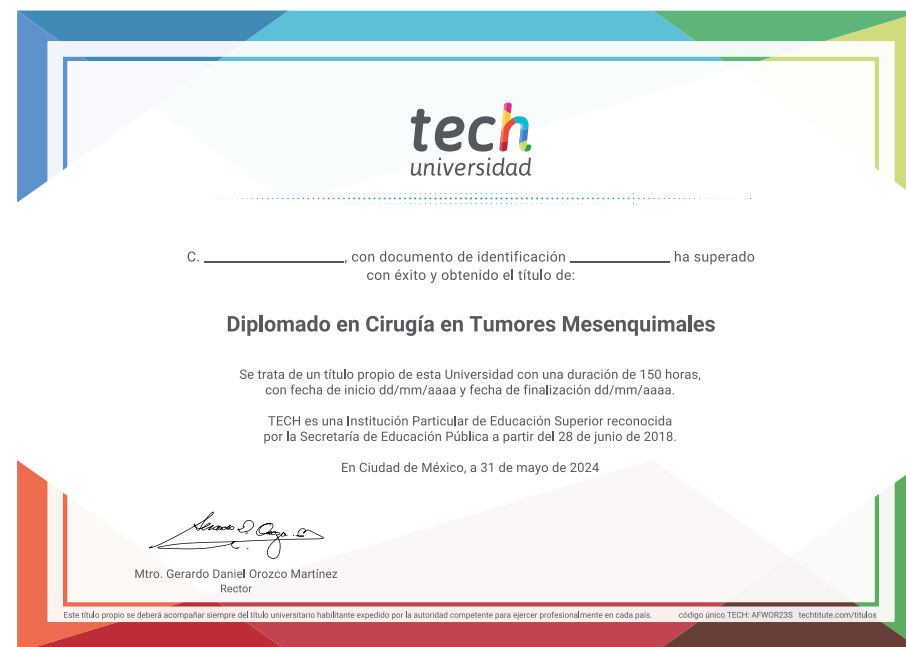 tech
universidad
C. ____________________, con documento de identificación ______________ ha superado
con éxito y obtenido el título de:
Diplomado en Cirugía en Tumores Mesenquimales
Se trata de un título propio de esta Universidad con una duración de 150 horas,
con fecha de inicio dd/mm/aaaa y fecha de finalización dd/mm/aaaa.
TECH es una Institución Particular de Educación Superior reconocida
por la Secretaría de Educación Pública a partir del 28 de junio de 2018.
En Ciudad de México, a 31 de mayo de 2024
Mtro. Gerardo Daniel Orozco Martínez
Rector
Este título propio se deberá acompañar siempre del título universitario habilitante expedido por la autoridad competente para ejercer profesionalmente en cada país. código único TECH: AFWOR23S techtitute.com/titulos